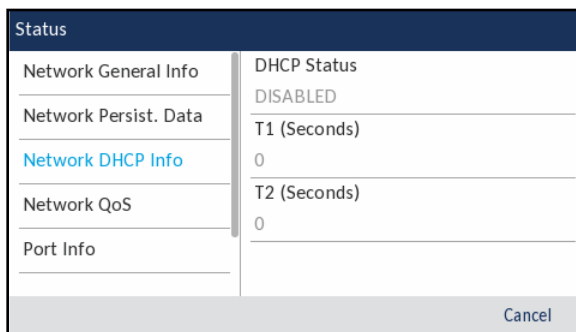 Status
Network General Info
Network Persist. Data
Network DHCP Info
Network QoS
Port Info
DHCP Status
DISABLED
T1 (Seconds)
0
T2 (Seconds)
0
Cancel